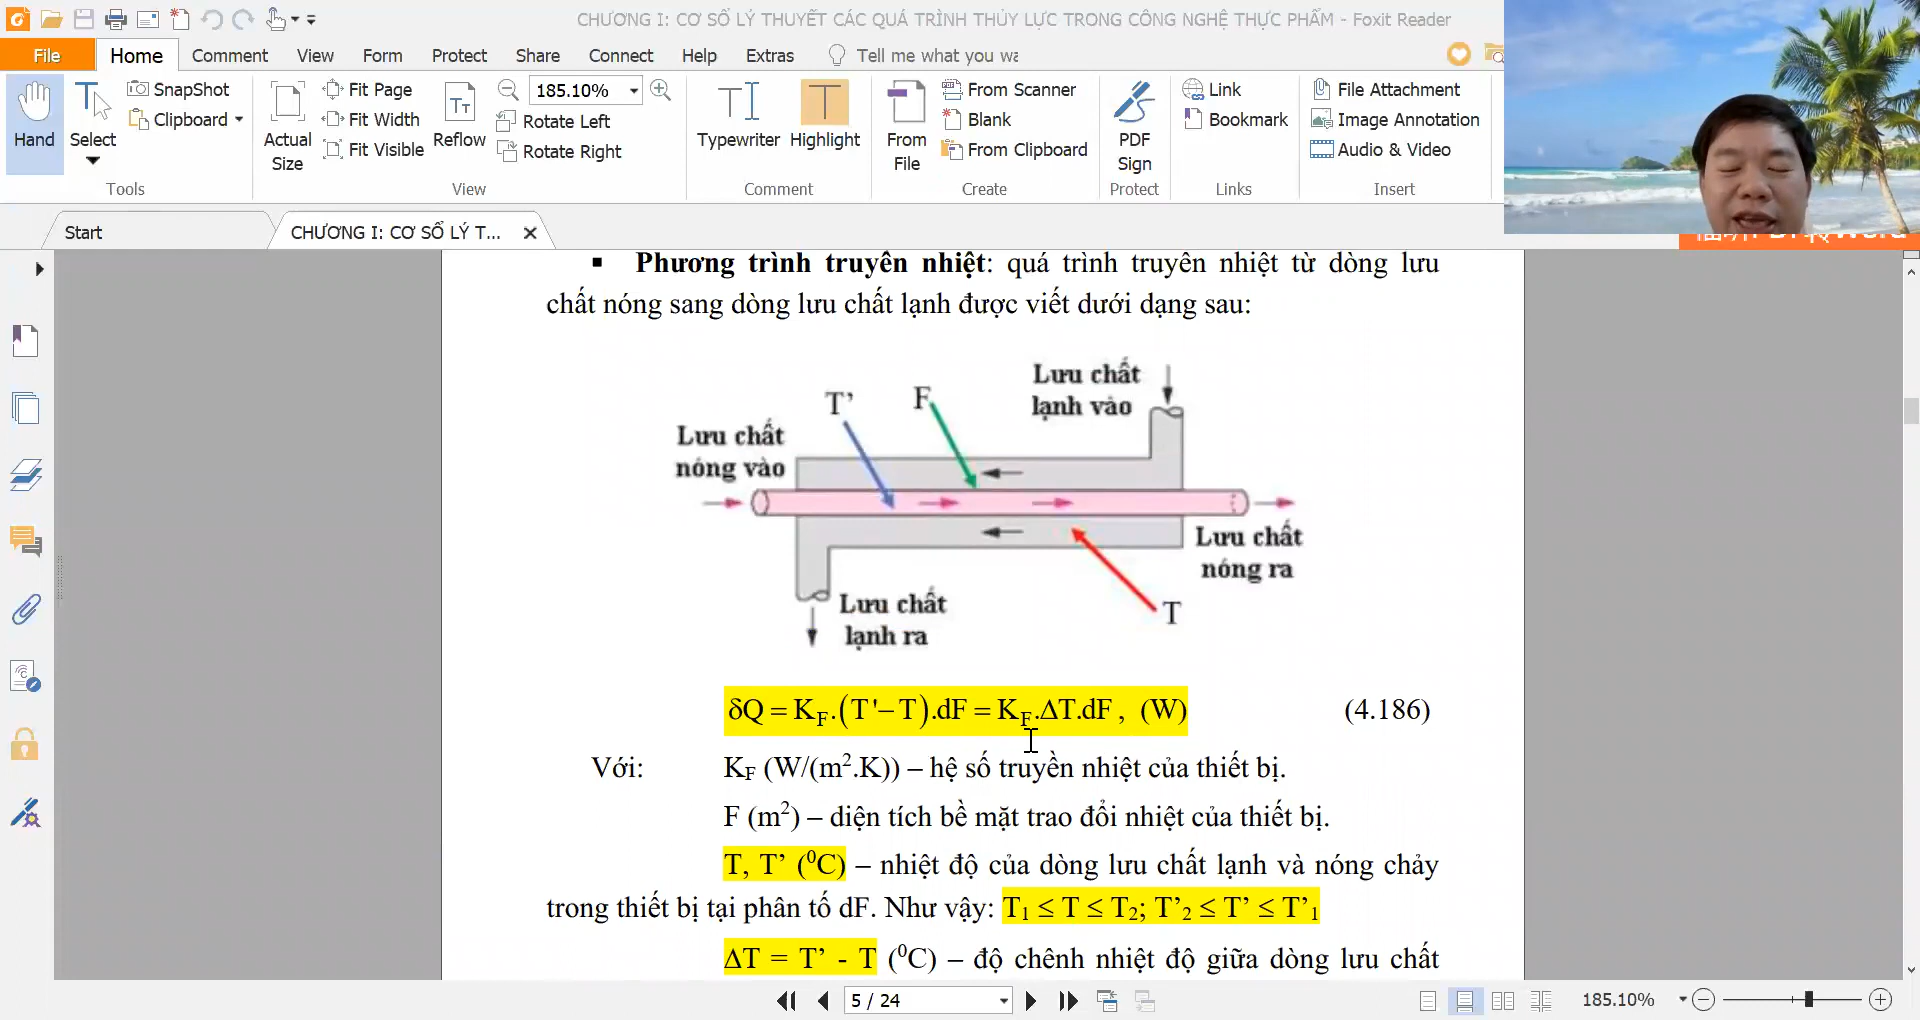 CHƯƠNG I: CƠ SỔ LÝ THUYẾT CÁC QUÁ TRÌNH THỦY LỰC TRONG CÔNG NGHỆ THỰC PHẨM - Foxit Reader
File Home Comment View Form Protect Share Connect Help Extras Tell me what you wa
Hand
Select
SnapShot
Clipboard
Tools
Actual Size
Fit Page
Fit Width
Fit Visible
Reflow
185.10%
Rotate Left
Rotate Right
View
Typewriter
Highlight
Comment
From File
From Scanner
Blank
From Clipboard
Create
PDF Sign
Protect
Link
Bookmark
Links
File Attachment
Image Annotation
Audio & Video
Insert
Start
CHƯƠNG I: CƠ SỔ LÝ T...
▪ Phương trình truyền nhiệt: quá trình truyền nhiệt từ dòng lưu
chất nóng sang dòng lưu chất lạnh được viết dưới dạng sau:
Lưu chất
lạnh vào
T’
F
Lưu chất
nóng vào
Lưu chất
nóng ra
Lưu chất
lạnh ra
T
δQ = K_F.(T'−T).dF = K_F.ΔT.dF , (W) (4.186)
Với: K_F (W/(m².K)) – hệ số truyền nhiệt của thiết bị.
F (m²) – diện tích bề mặt trao đổi nhiệt của thiết bị.
T, T’ (⁰C) – nhiệt độ của dòng lưu chất lạnh và nóng chảy
trong thiết bị tại phân tố dF. Như vậy: T₁ ≤ T ≤ T₂; T’₂ ≤ T’ ≤ T’₁
ΔT = T’ - T (⁰C) – độ chênh nhiệt độ giữa dòng lưu chất
5 / 24
185.10%